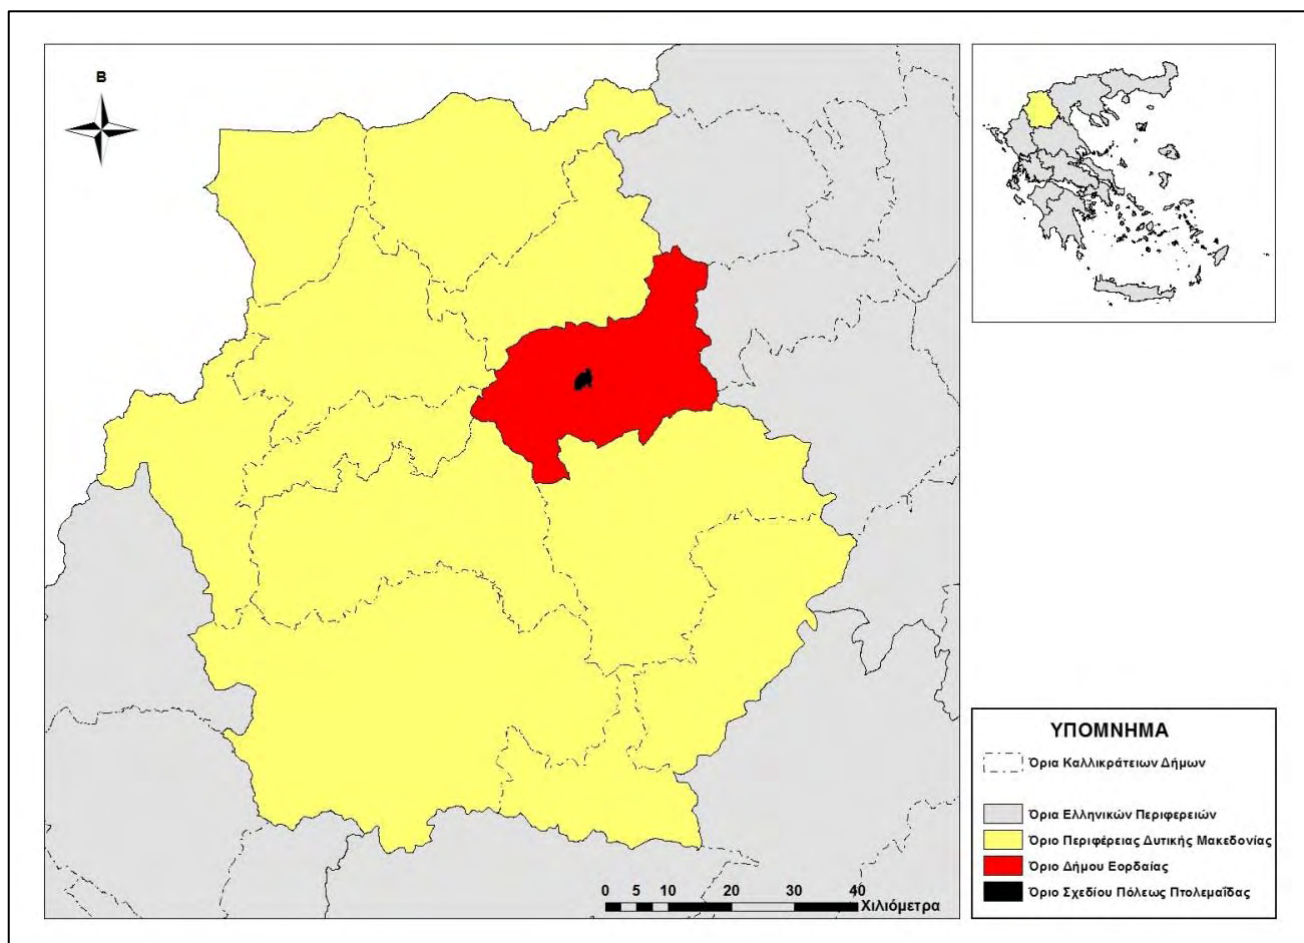 Β
ΥΠΟΜΝΗΜΑ
Όρια Καλλικράτειων Δήμων
Όρια Ελληνικών Περιφερειών
Όριο Περιφέρειας Δυτικής Μακεδονίας
Όριο Δήμου Εορδαίας
Όριο Σχεδίου Πόλεως Πτολεμαΐδας
0 5 10 20 30 40
Χιλιόμετρα